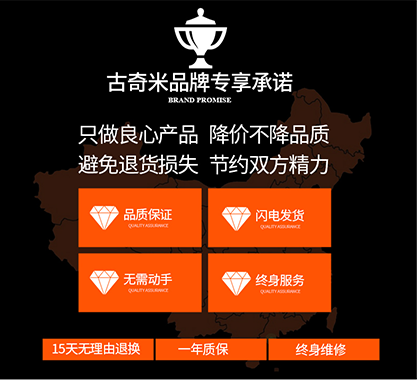 古奇米品牌专享承诺
BRAND PROMISE
只做良心产品 降价不降品质
避免退货损失 节约双方精力
品质保证
QUALITY ASSURANCE
闪电发货
QUALITY ASSURANCE
无需动手
QUALITY ASSURANCE
终身服务
QUALITY ASSURANCE
15天无理由退换
一年质保
终身维修